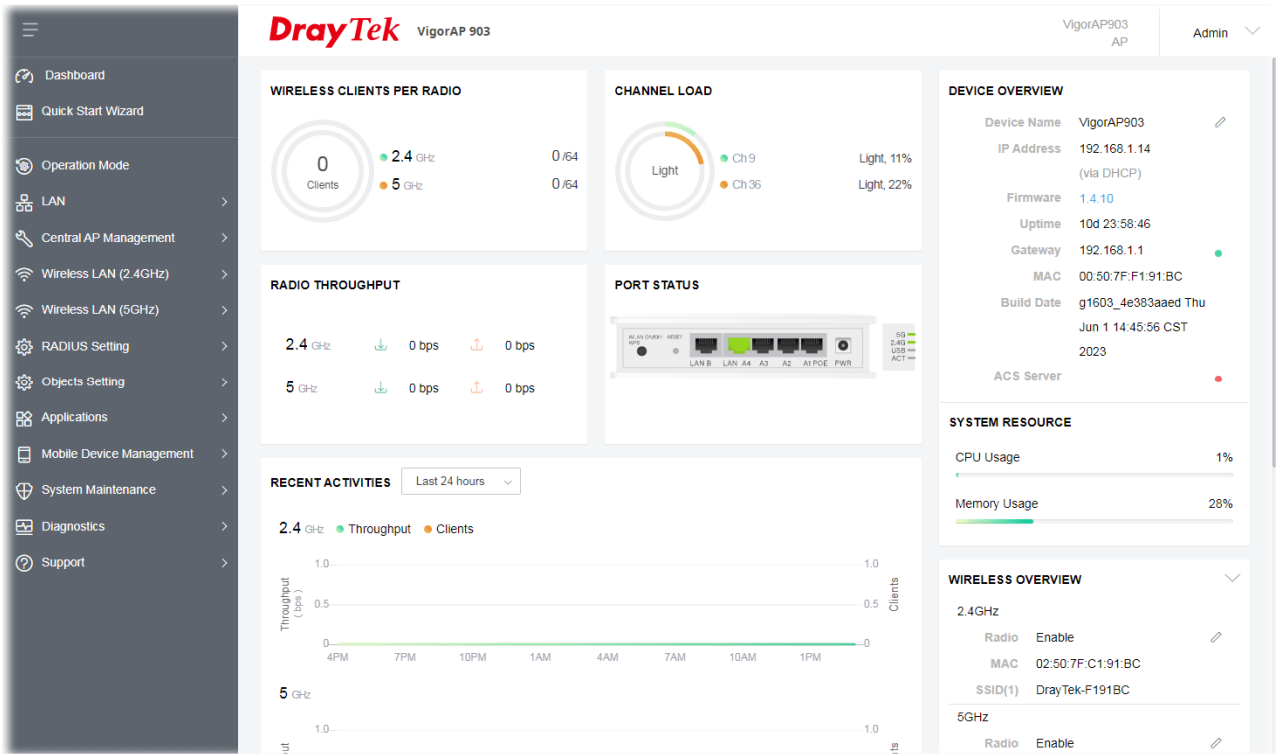 DrayTek VigorAP 903
VigorAP903
AP
Admin
Dashboard
Quick Start Wizard
Operation Mode
LAN
Central AP Management
Wireless LAN (2.4GHz)
Wireless LAN (5GHz)
RADIUS Setting
Objects Setting
Applications
Mobile Device Management
System Maintenance
Diagnostics
Support
WIRELESS CLIENTS PER RADIO
0
Clients
2.4 GHz 0 /64
5 GHz 0 /64
CHANNEL LOAD
Light
Ch 9 Light, 11%
Ch 36 Light, 22%
RADIO THROUGHPUT
2.4 GHz 0 bps 0 bps
5 GHz 0 bps 0 bps
PORT STATUS
WLAN ON/OFF RESET
WPS
LAN B LAN A4 A3 A2 A1 POE PWR
5G
2.4G
USB
ACT
RECENT ACTIVITIES Last 24 hours
2.4 GHz Throughput Clients
Throughput
( bps )
1.0 1.0
0.5 0.5
0 0
Clients
4PM 7PM 10PM 1AM 4AM 7AM 10AM 1PM
5 GHz
1.0 1.0
DEVICE OVERVIEW
Device Name VigorAP903
IP Address 192.168.1.14
(via DHCP)
Firmware 1.4.10
Uptime 10d 23:58:46
Gateway 192.168.1.1
MAC 00:50:7F:F1:91:BC
Build Date g1603_4e383aaed Thu
Jun 1 14:45:56 CST
2023
ACS Server
SYSTEM RESOURCE
CPU Usage 1%
Memory Usage 28%
WIRELESS OVERVIEW
2.4GHz
Radio Enable
MAC 02:50:7F:C1:91:BC
SSID(1) DrayTek-F191BC
5GHz
Radio Enable